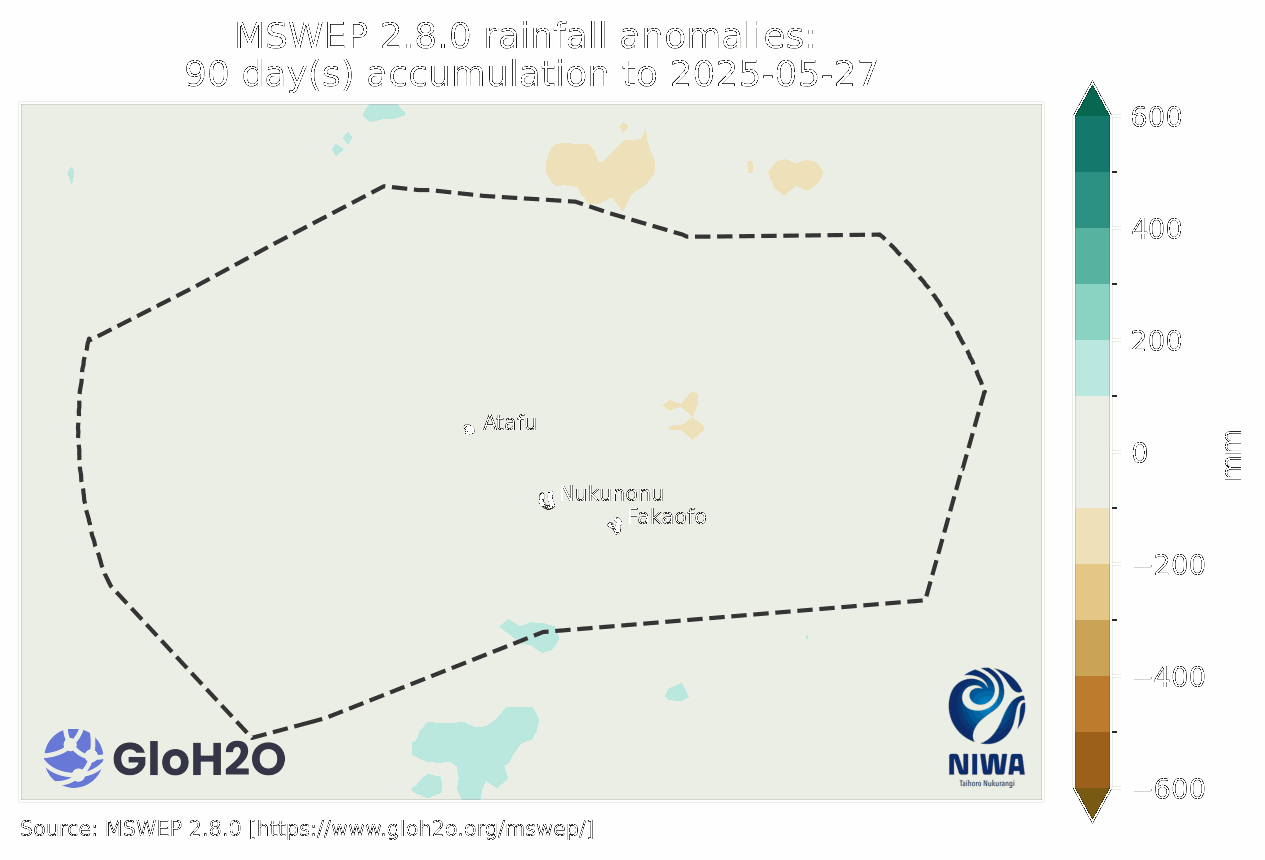 MSWEP 2.8.0 rainfall anomalies:
90 day(s) accumulation to 2025-05-27
600
400
200
0
−200
−400
−600
mm
Atafu
Nukunonu
Fakaofo
GloH2O
NIWA
Taihoro Nukurangi
Source: MSWEP 2.8.0 [https://www.gloh2o.org/mswep/]